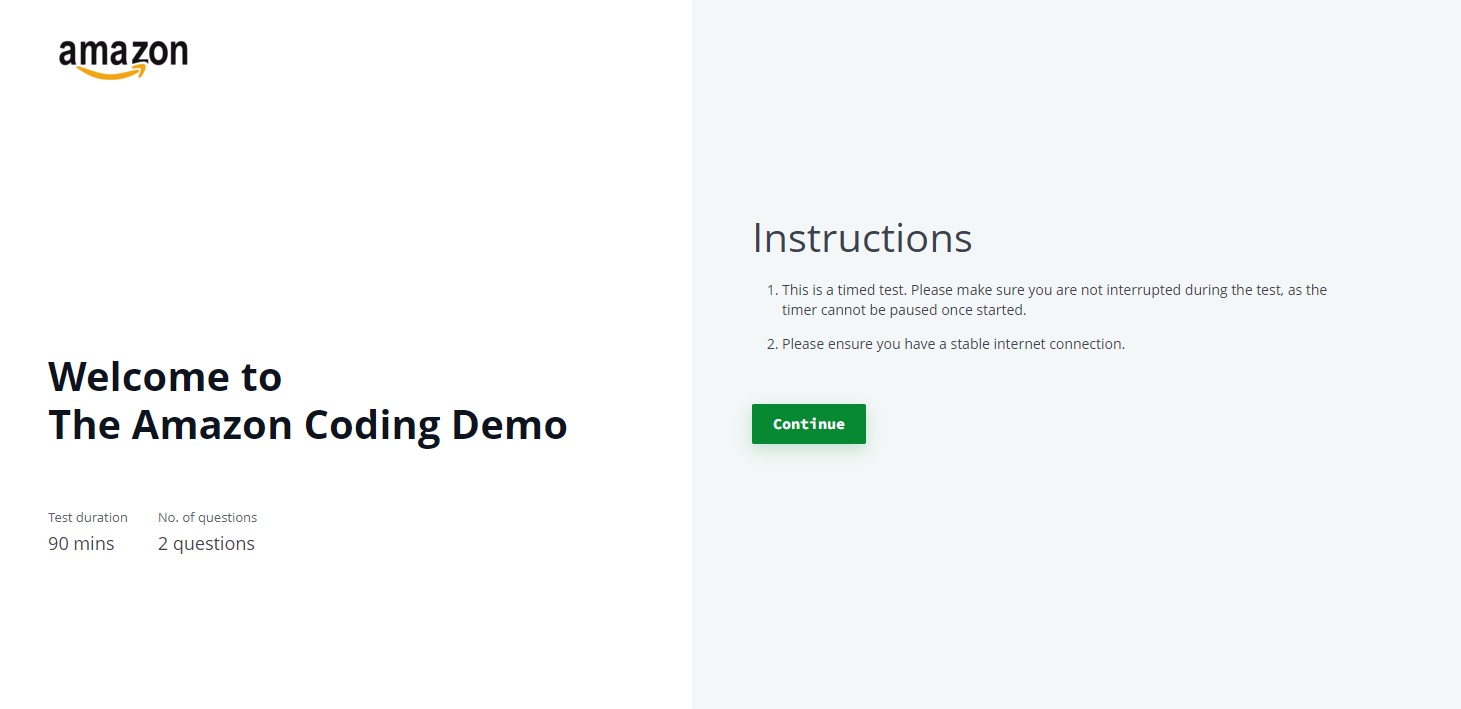 amazon
Welcome to
The Amazon Coding Demo
Test duration No. of questions
90 mins 2 questions
Instructions
1. This is a timed test. Please make sure you are not interrupted during the test, as the
timer cannot be paused once started.
2. Please ensure you have a stable internet connection.
Continue